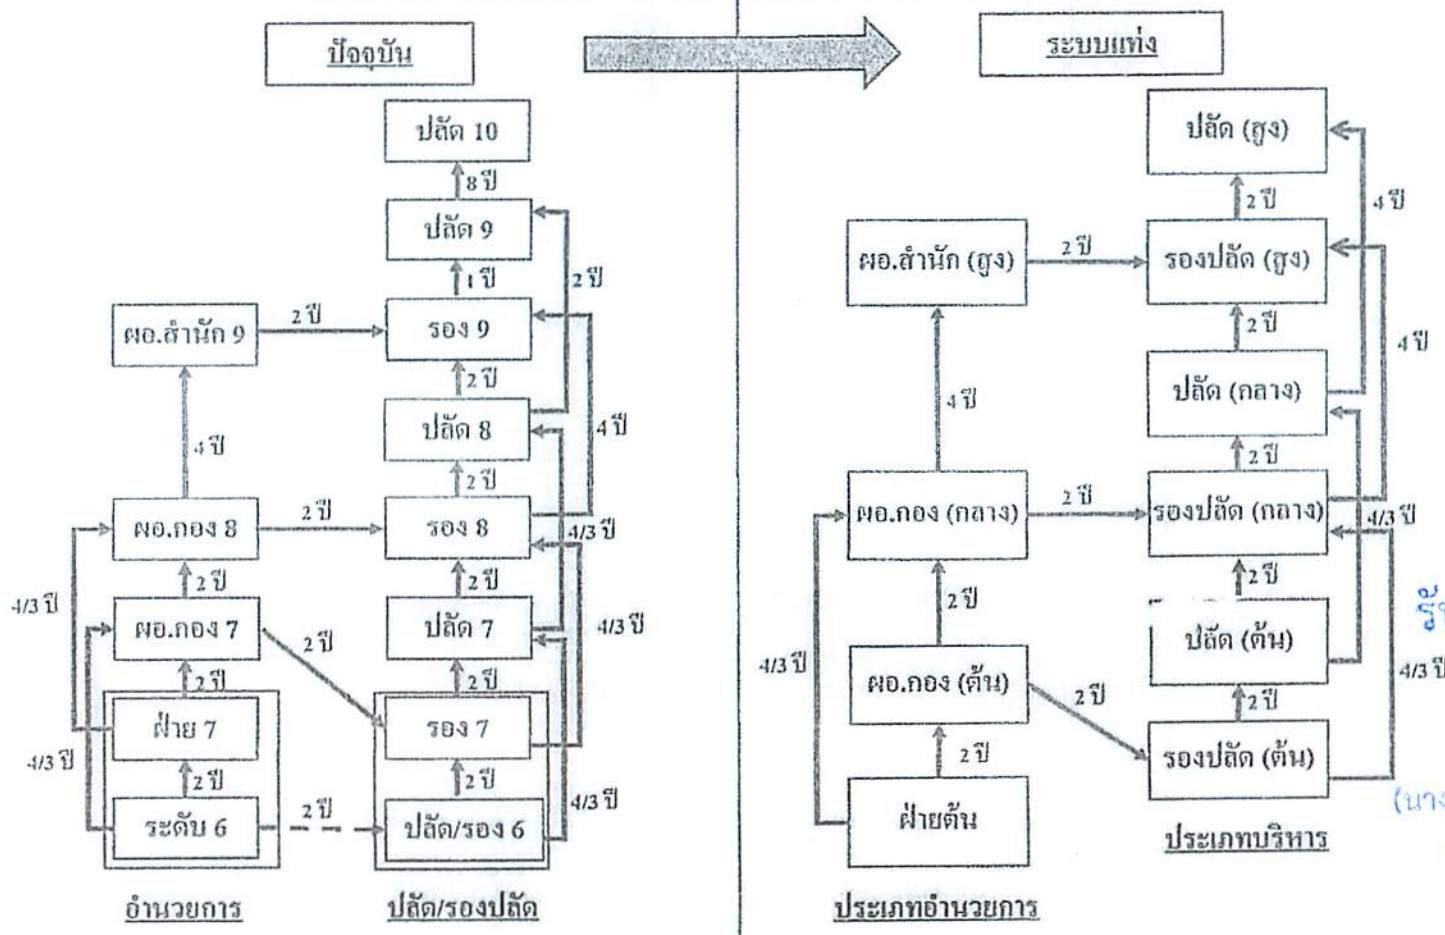 ปัจจุบัน
ปลัด 10
8 ปี
ปลัด 9
1 ปี
2 ปี
ผอ.สำนัก 9
2 ปี
รอง 9
2 ปี
4 ปี
ปลัด 8
4 ปี
2 ปี
ผอ.กอง 8
2 ปี
รอง 8
4/3 ปี
2 ปี
2 ปี
4/3 ปี
ผอ.กอง 7
2 ปี
ปลัด 7
4/3 ปี
2 ปี
2 ปี
ฝ่าย 7
รอง 7
4/3 ปี
2 ปี
2 ปี
ระดับ 6
2 ปี
ปลัด/รอง 6
4/3 ปี
อำนวยการ
ปลัด/รองปลัด
ระบบแท่ง
ปลัด (สูง)
2 ปี
4 ปี
ผอ.สำนัก (สูง)
2 ปี
รองปลัด (สูง)
2 ปี
4 ปี
ปลัด (กลาง)
4 ปี
2 ปี
ผอ.กอง (กลาง)
2 ปี
รองปลัด (กลาง)
4/3 ปี
2 ปี
2 ปี
ปลัด (ต้น)
4/3 ปี
4/3 ปี
ผอ.กอง (ต้น)
2 ปี
2 ปี
2 ปี
รองปลัด (ต้น)
ฝ่ายต้น
(นาง
ประเภทบริหาร
ประเภทอำนวยการ